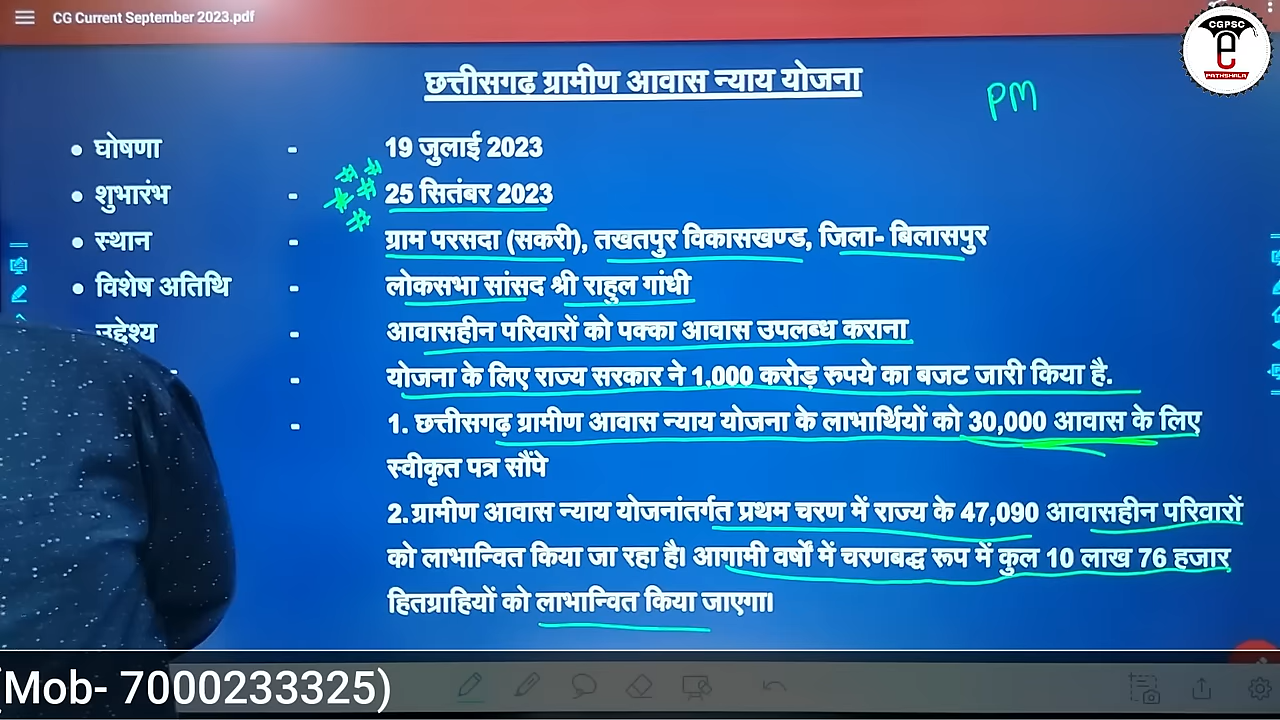 CG Current September 2023.pdf
CGPSC
e
PATHSHALA
छत्तीसगढ ग्रामीण आवास न्याय योजना
PM
• घोषणा - 19 जुलाई 2023
• शुभारंभ - 25 सितंबर 2023
• स्थान - ग्राम परसदा (सकरी), तखतपुर विकासखण्ड, जिला- बिलासपुर
• विशेष अतिथि - लोकसभा सांसद श्री राहुल गांधी
उद्देश्य - आवासहीन परिवारों को पक्का आवास उपलब्ध कराना
- योजना के लिए राज्य सरकार ने 1,000 करोड़ रुपये का बजट जारी किया है.
- 1. छत्तीसगढ़ ग्रामीण आवास न्याय योजना के लाभार्थियों को 30,000 आवास के लिए
स्वीकृत पत्र सौंपे
2.ग्रामीण आवास न्याय योजनांतर्गत प्रथम चरण में राज्य के 47,090 आवासहीन परिवारों
को लाभान्वित किया जा रहा है। आगामी वर्षों में चरणबद्ध रूप में कुल 10 लाख 76 हजार
हितग्राहियों को लाभान्वित किया जाएगा।
(Mob- 7000233325)